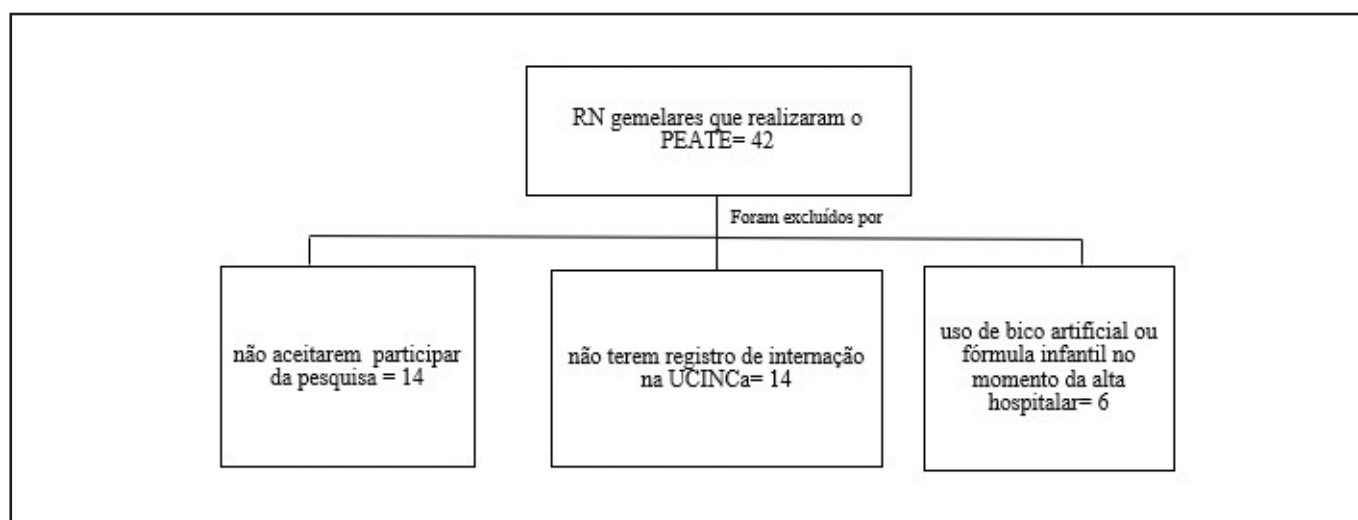 RN gemelares que realizaram o
PEATE= 42
Foram excluídos por
não aceitarem participar
da pesquisa = 14
não terem registro de internação
na UCINCa= 14
uso de bico artificial ou
fórmula infantil no
momento da alta
hospitalar= 6